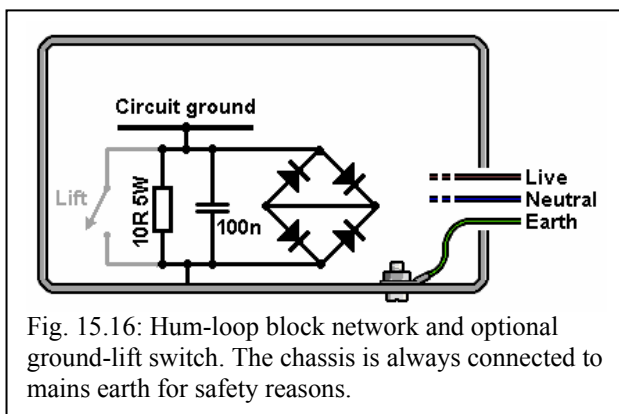 Circuit ground
Lift
10R 5W
100n
Live
Neutral
Earth
Fig. 15.16: Hum-loop block network and optional
ground-lift switch. The chassis is always connected to
mains earth for safety reasons.